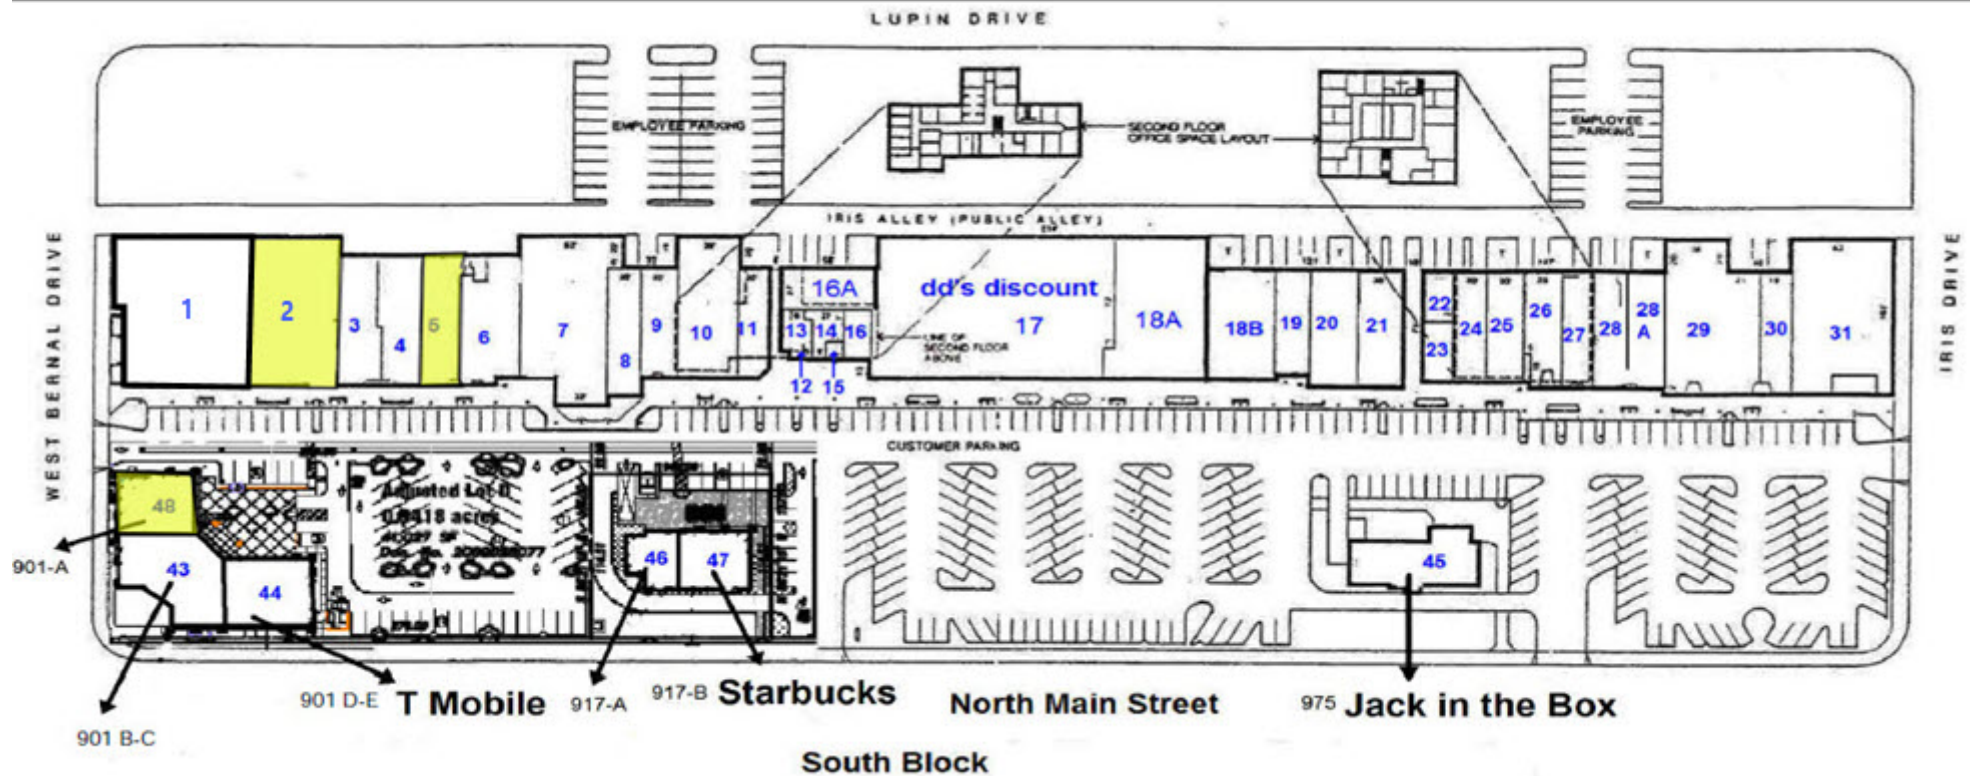 LUPIN DRIVE
EMPLOYEE PARKING
SECOND FLOOR
OFFICE SPACE LAYOUT
EMPLOYEE
PARKING
IRIS ALLEY (PUBLIC ALLEY)
WEST BERNAL DRIVE
IRIS DRIVE
1
2
3
4
5
6
7
8
9
10
11
16A
13
14
16
12
15
LINE OF
SECOND FLOOR
ABOVE
dd's discount
17
18A
18B
19
20
21
22
23
24
25
26
27
28
28
A
29
30
31
CUSTOMER PARKING
Adjusted Lot D
48
43
44
46
47
45
901-A
901 B-C
901 D-E T Mobile
917-A
917-B Starbucks
North Main Street
975 Jack in the Box
South Block